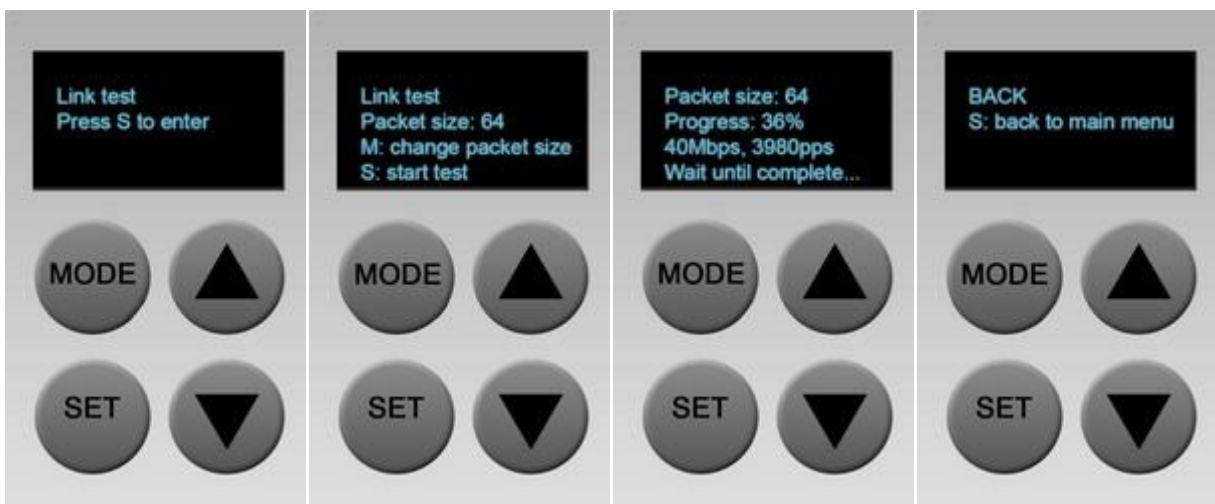 Link test
Press S to enter
MODE
SET
Link test
Packet size: 64
M: change packet size
S: start test
MODE
SET
Packet size: 64
Progress: 36%
40Mbps, 3980pps
Wait until complete...
MODE
SET
BACK
S: back to main menu
MODE
SET